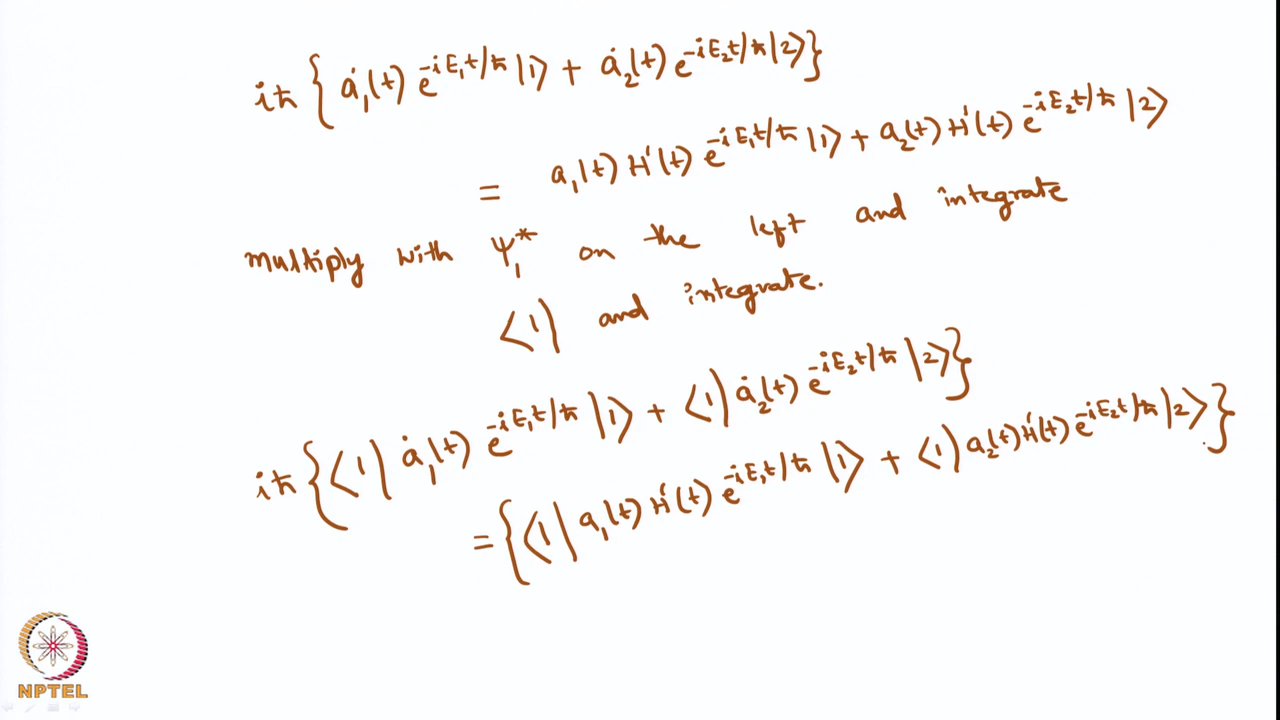 iħ { ȧ₁(t) e^{-iE₁t/ħ} |1⟩ + ȧ₂(t) e^{-iE₂t/ħ} |2⟩ }
= a₁(t) H'(t) e^{-iE₁t/ħ} |1⟩ + a₂(t) H'(t) e^{-iE₂t/ħ} |2⟩
multiply with ψ₁* on the left and integrate
⟨1| and integrate.
iħ { ⟨1| ȧ₁(t) e^{-iE₁t/ħ} |1⟩ + ⟨1| ȧ₂(t) e^{-iE₂t/ħ} |2⟩ }
= { ⟨1| a₁(t) H'(t) e^{-iE₁t/ħ} |1⟩ + ⟨1| a₂(t) H'(t) e^{-iE₂t/ħ} |2⟩ }
NPTEL